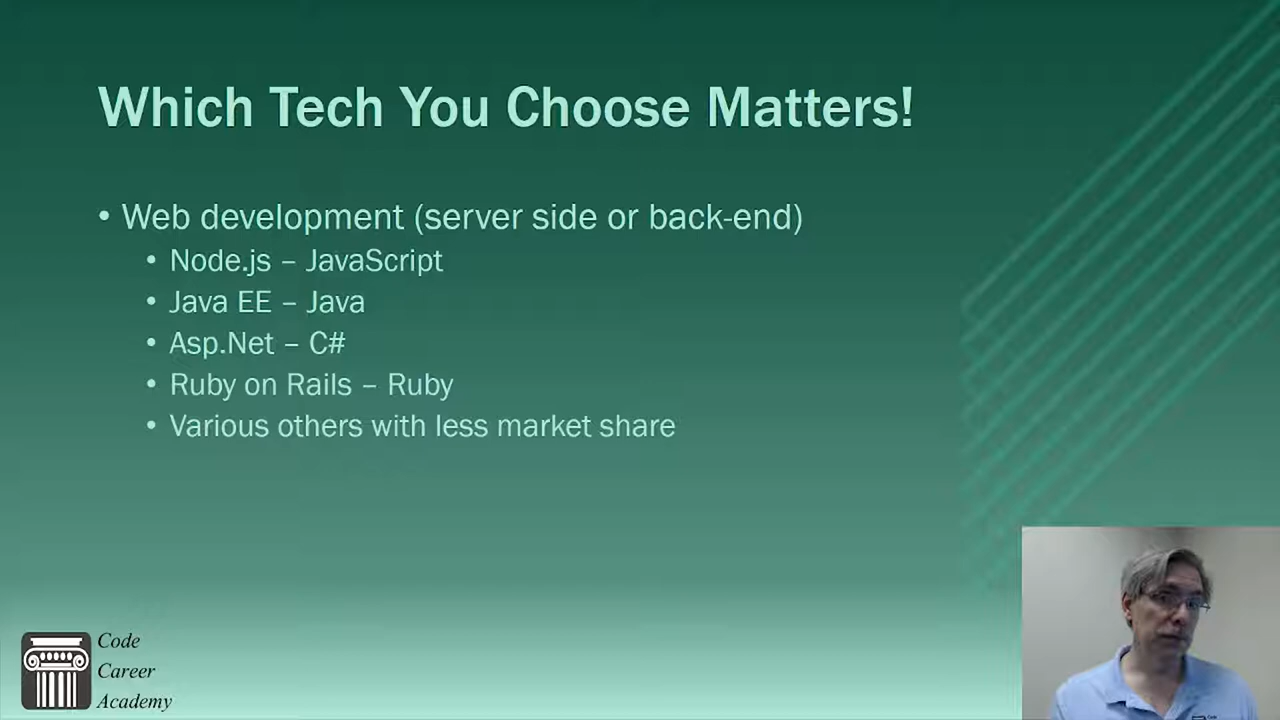 Which Tech You Choose Matters!
• Web development (server side or back-end)
• Node.js – JavaScript
• Java EE – Java
• Asp.Net – C#
• Ruby on Rails – Ruby
• Various others with less market share
Code
Career
Academy